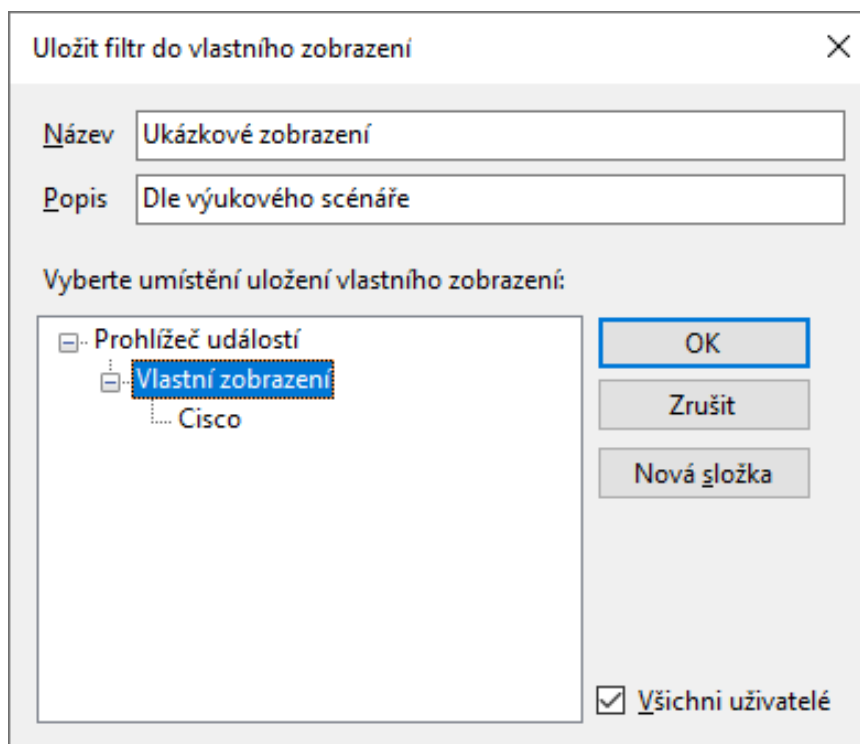 Uložit filtr do vlastního zobrazení
Název Ukázkové zobrazení
Popis Dle výukového scénáře
Vyberte umístění uložení vlastního zobrazení:
Prohlížeč událostí
Vlastní zobrazení
Cisco
OK
Zrušit
Nová složka
Všichni uživatelé